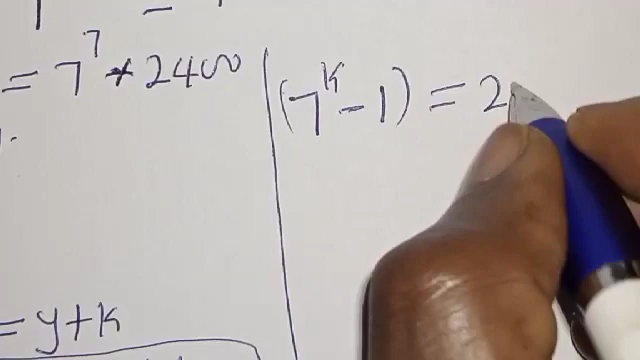 = 7^7 * 2400
(7^k - 1) = 2
= y + k